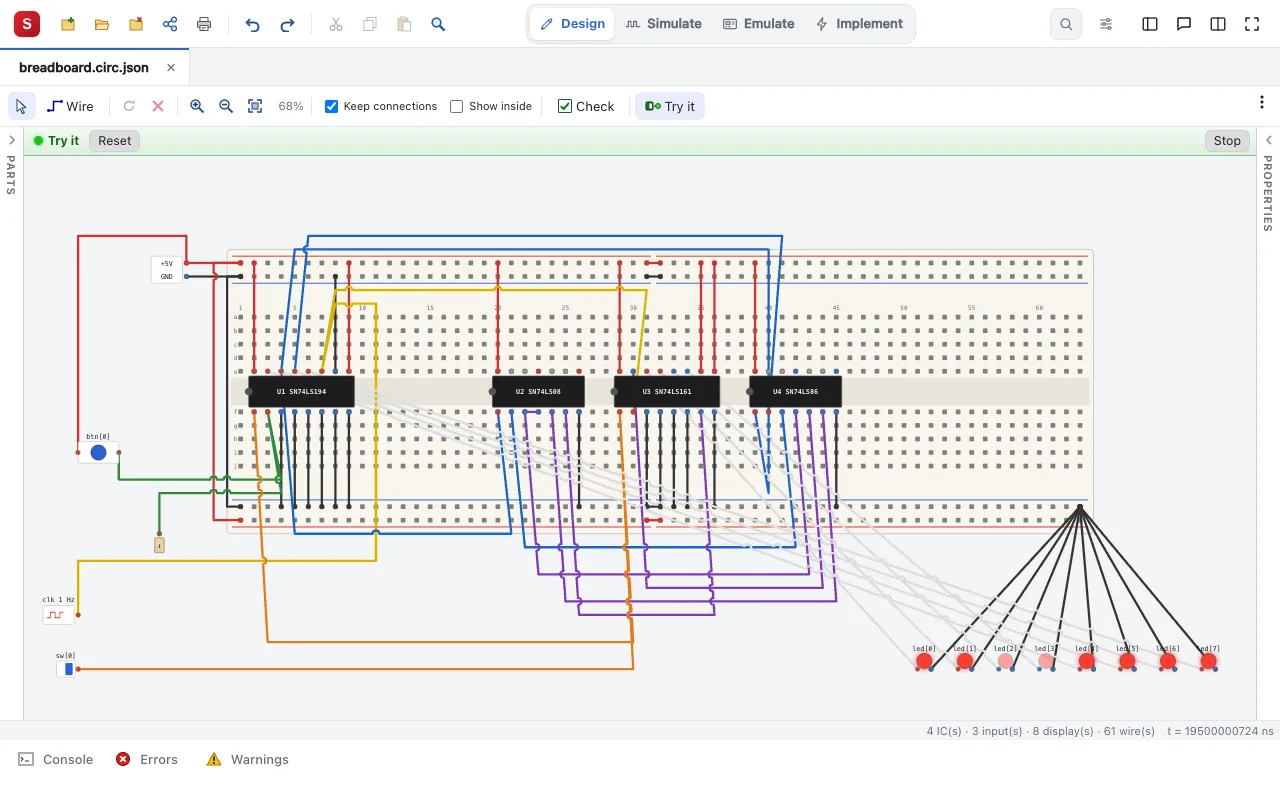 S
Design
Simulate
Emulate
Implement
breadboard.circ.json
Wire
68%
Keep connections
Show inside
Check
Try it
PARTS
Try it
Reset
Stop
PROPERTIES
+5V
GND
1 5 10 15 25 30 45 50 55 60
a
b
c
d
e
U1 SN74LS194
U2 SN74LS08
U3 SN74LS161
U4 SN74LS86
f
g
h
i
j
btn[0]
clk 1 Hz
sw[0]
led[0]
led[1]
led[2]
led[3]
led[4]
led[5]
led[6]
led[7]
4 IC(s) · 3 input(s) · 8 display(s) · 61 wire(s) t = 19500000724 ns
Console
Errors
Warnings